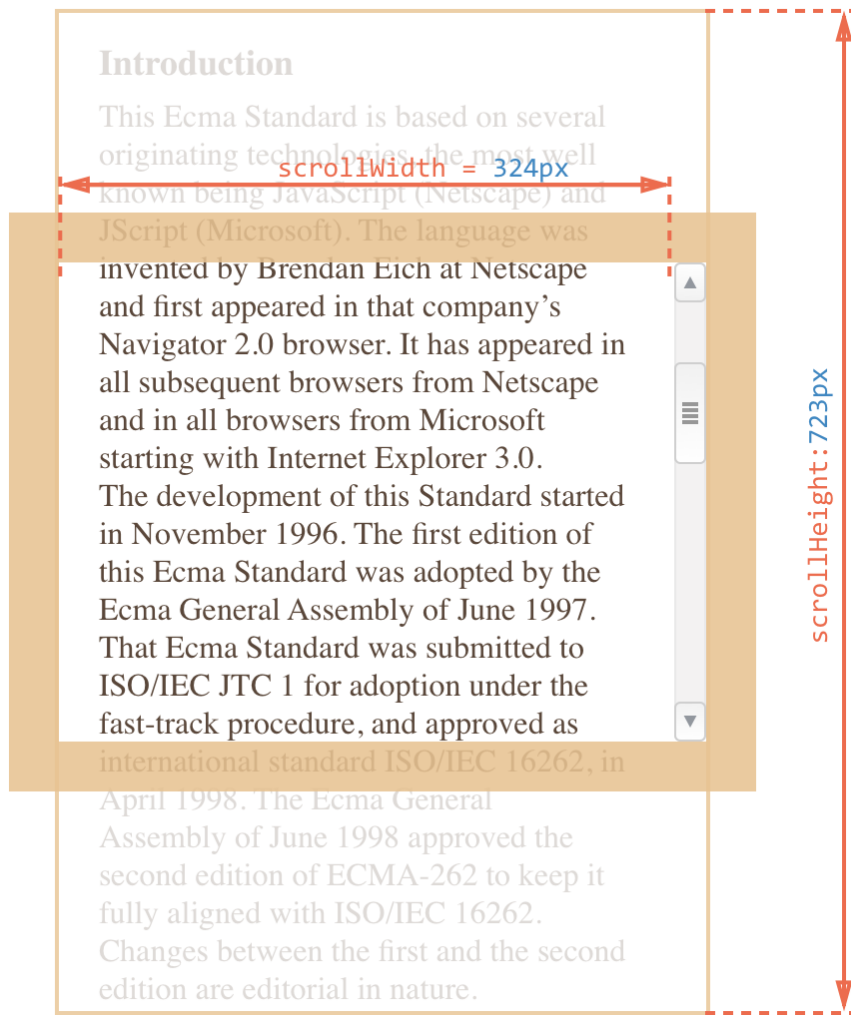 Introduction
This Ecma Standard is based on several
originating technologies, the most well
scrollWidth = 324px
known being JavaScript (Netscape) and
JScript (Microsoft). The language was
invented by Brendan Eich at Netscape
and first appeared in that company’s
Navigator 2.0 browser. It has appeared in
all subsequent browsers from Netscape
and in all browsers from Microsoft
starting with Internet Explorer 3.0.
The development of this Standard started
in November 1996. The first edition of
this Ecma Standard was adopted by the
Ecma General Assembly of June 1997.
That Ecma Standard was submitted to
ISO/IEC JTC 1 for adoption under the
fast-track procedure, and approved as
international standard ISO/IEC 16262, in
April 1998. The Ecma General
Assembly of June 1998 approved the
second edition of ECMA-262 to keep it
fully aligned with ISO/IEC 16262.
Changes between the first and the second
edition are editorial in nature.
scrollHeight:723px